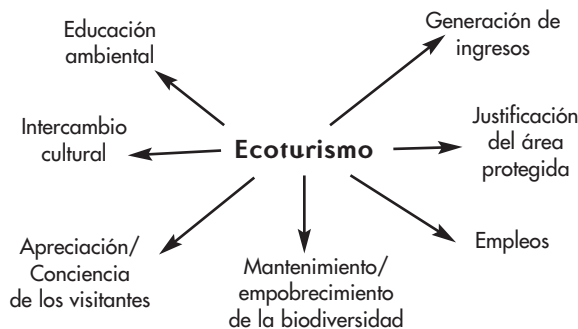 Educación
ambiental
Generación de
ingresos
Intercambio
cultural
Ecoturismo
Justificación
del área
protegida
Apreciación/
Conciencia
de los visitantes
Mantenimiento/
empobrecimiento
de la biodiversidad
Empleos